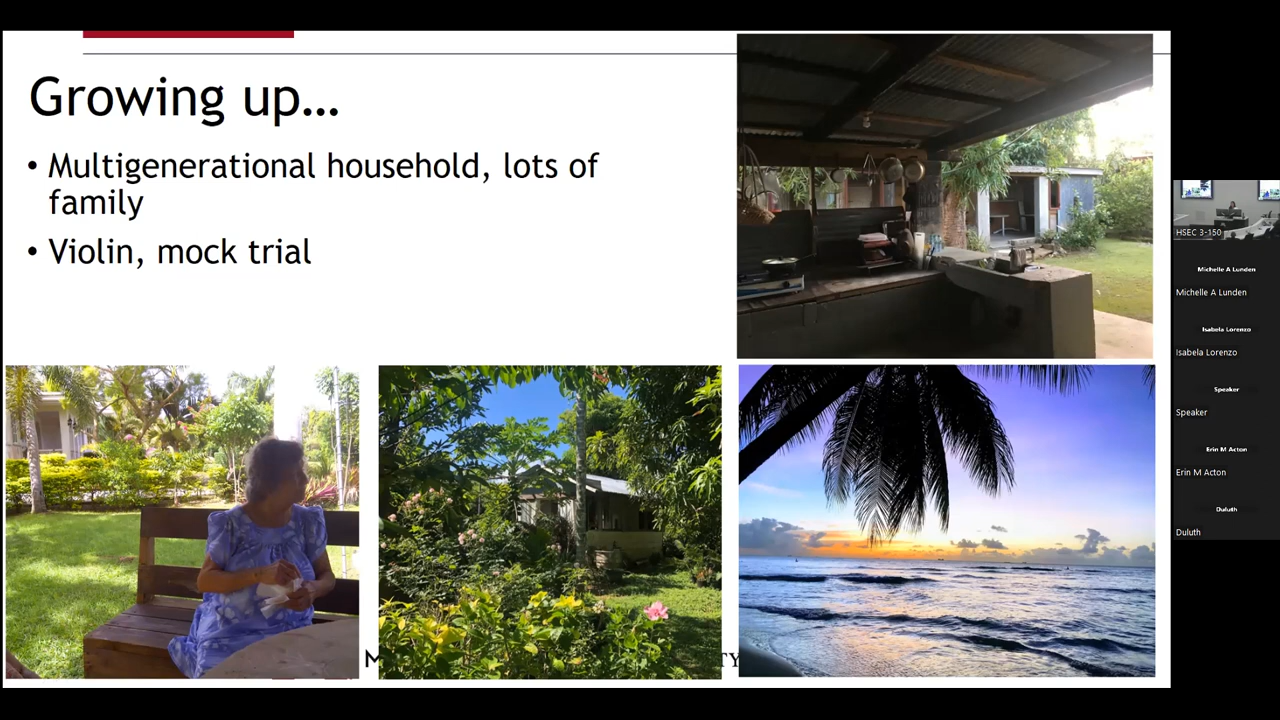 Growing up...
• Multigenerational household, lots of
family
• Violin, mock trial
HSEC 3-150
Michelle A Lunden
Michelle A Lunden
Isabela Lorenzo
Isabela Lorenzo
Speaker
Speaker
Erin M Acton
Erin M Acton
Duluth
Duluth